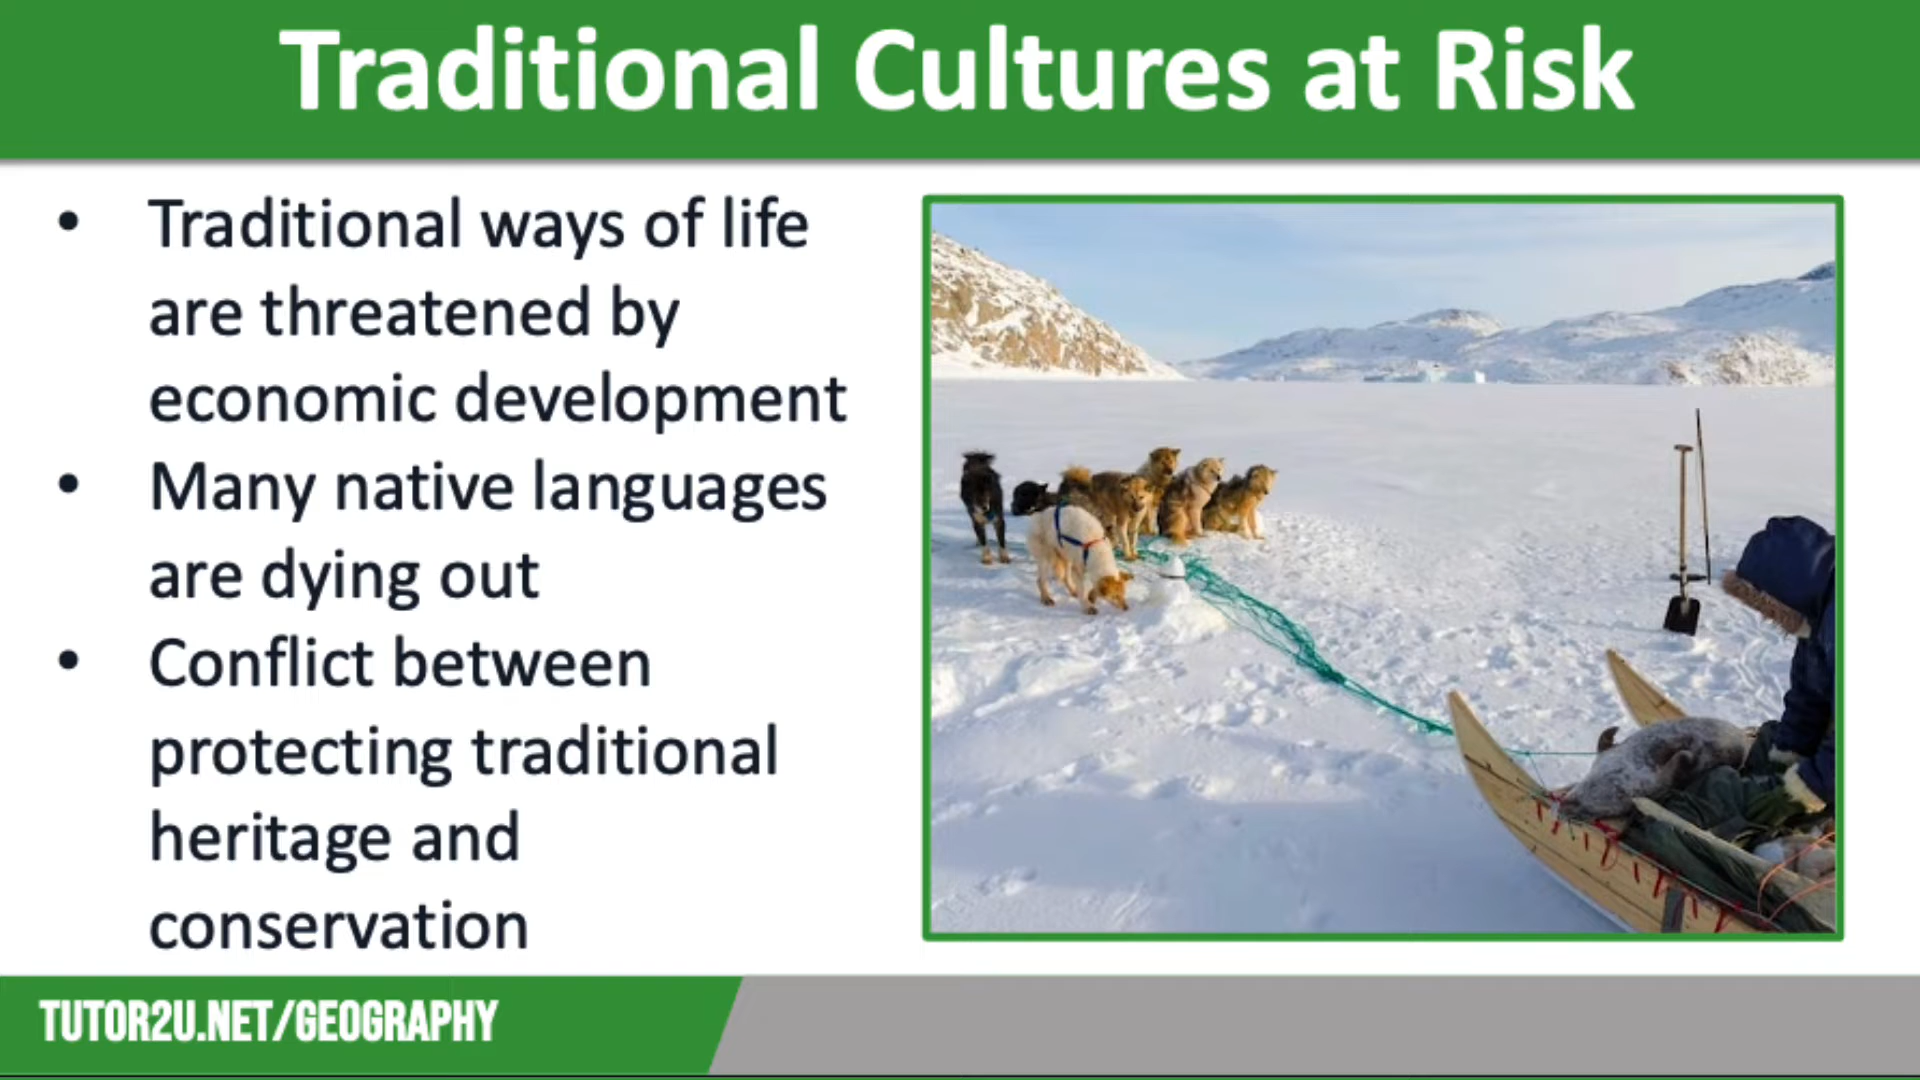 Traditional Cultures at Risk
• Traditional ways of life
are threatened by
economic development
• Many native languages
are dying out
• Conflict between
protecting traditional
heritage and
conservation
TUTOR2U.NET/GEOGRAPHY